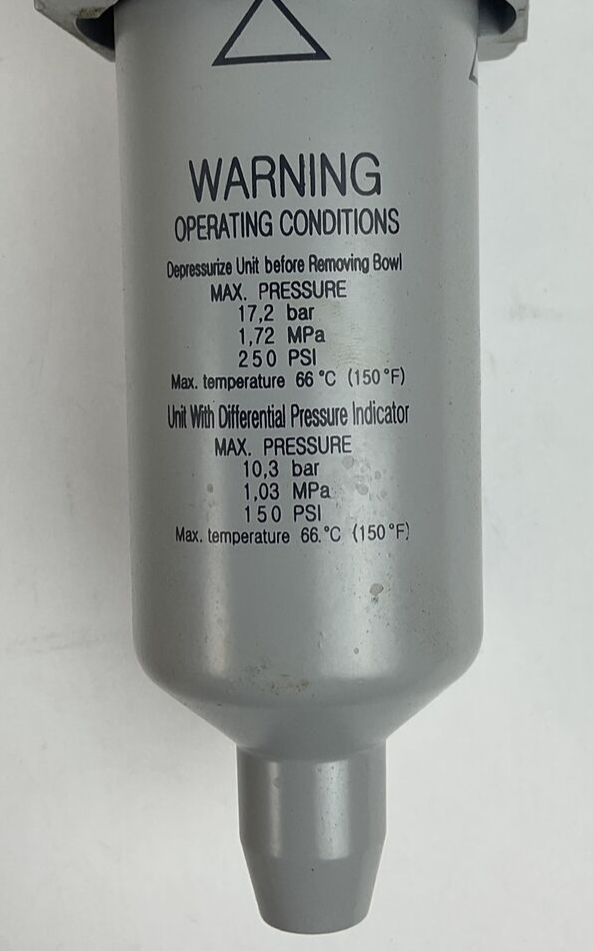 WARNING
OPERATING CONDITIONS
Depressurize Unit before Removing Bowl
MAX. PRESSURE
17,2 bar
1,72 MPa
250 PSI
Max. temperature 66 °C (150 °F)
Unit With Differential Pressure Indicator
MAX. PRESSURE
10,3 bar
1,03 MPa
150 PSI
Max. temperature 66 °C (150 °F)